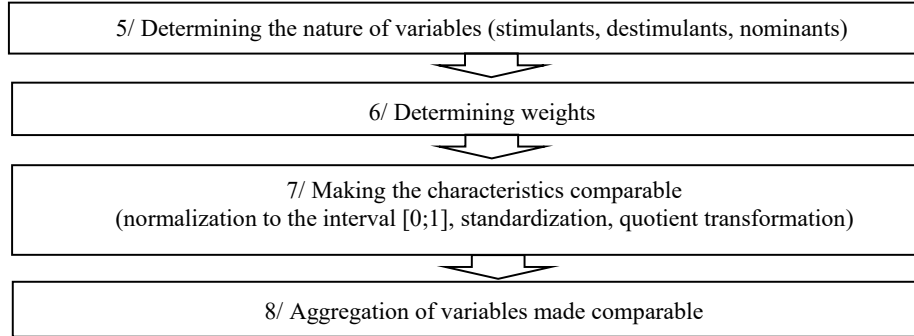 5/ Determining the nature of variables (stimulants, destimulants, nominants)
6/ Determining weights
7/ Making the characteristics comparable
(normalization to the interval [0;1], standardization, quotient transformation)
8/ Aggregation of variables made comparable